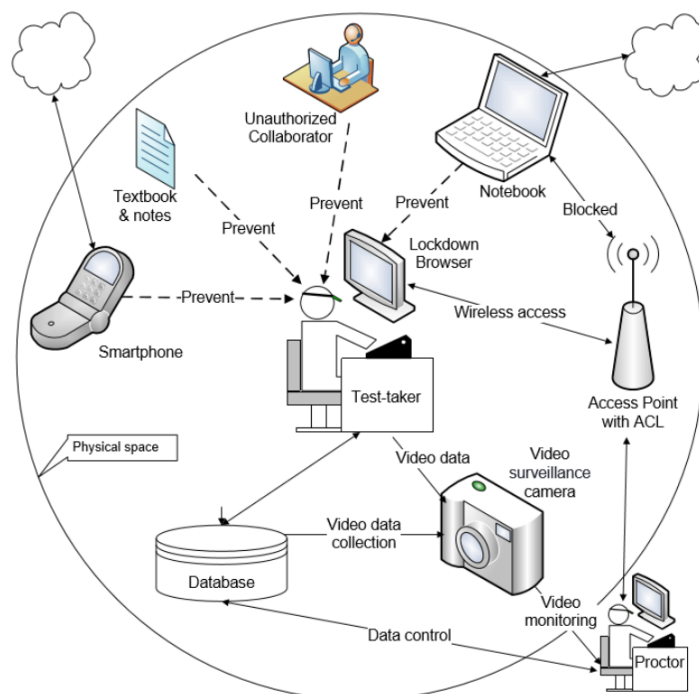 Unauthorized
Collaborator
Textbook
& notes
Notebook
Prevent
Prevent
Prevent
Blocked
Lockdown
Browser
Prevent
Wireless access
Smartphone
Test-taker
Access Point
with ACL
Physical space
Video data
Video
surveillance
camera
Video data
collection
Database
Video
monitoring
Data control
Proctor